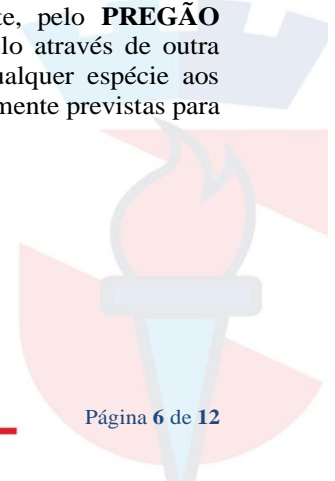 te, pelo PREGÃO
lo através de outra
ualquer espécie aos
mente previstas para
Página 6 de 12